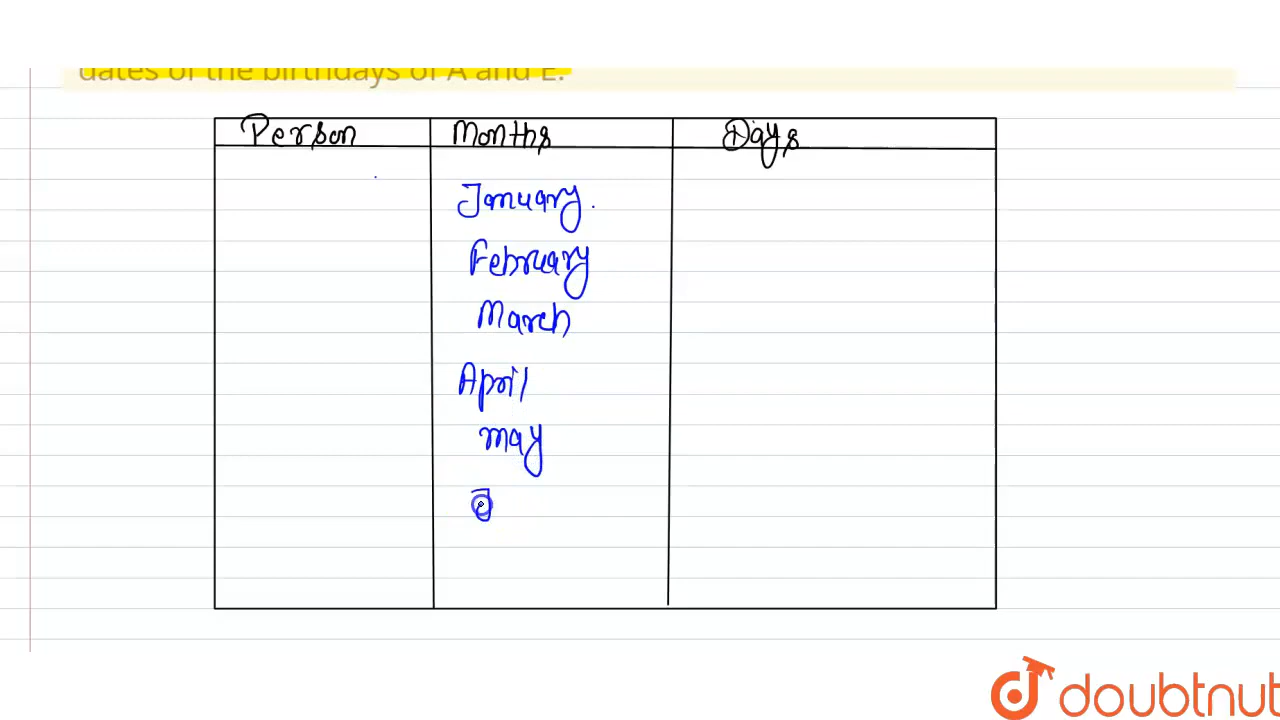 dates of the birthdays of A and E.
Person Months Days
January.
February
March
April
May
J
doubtnut